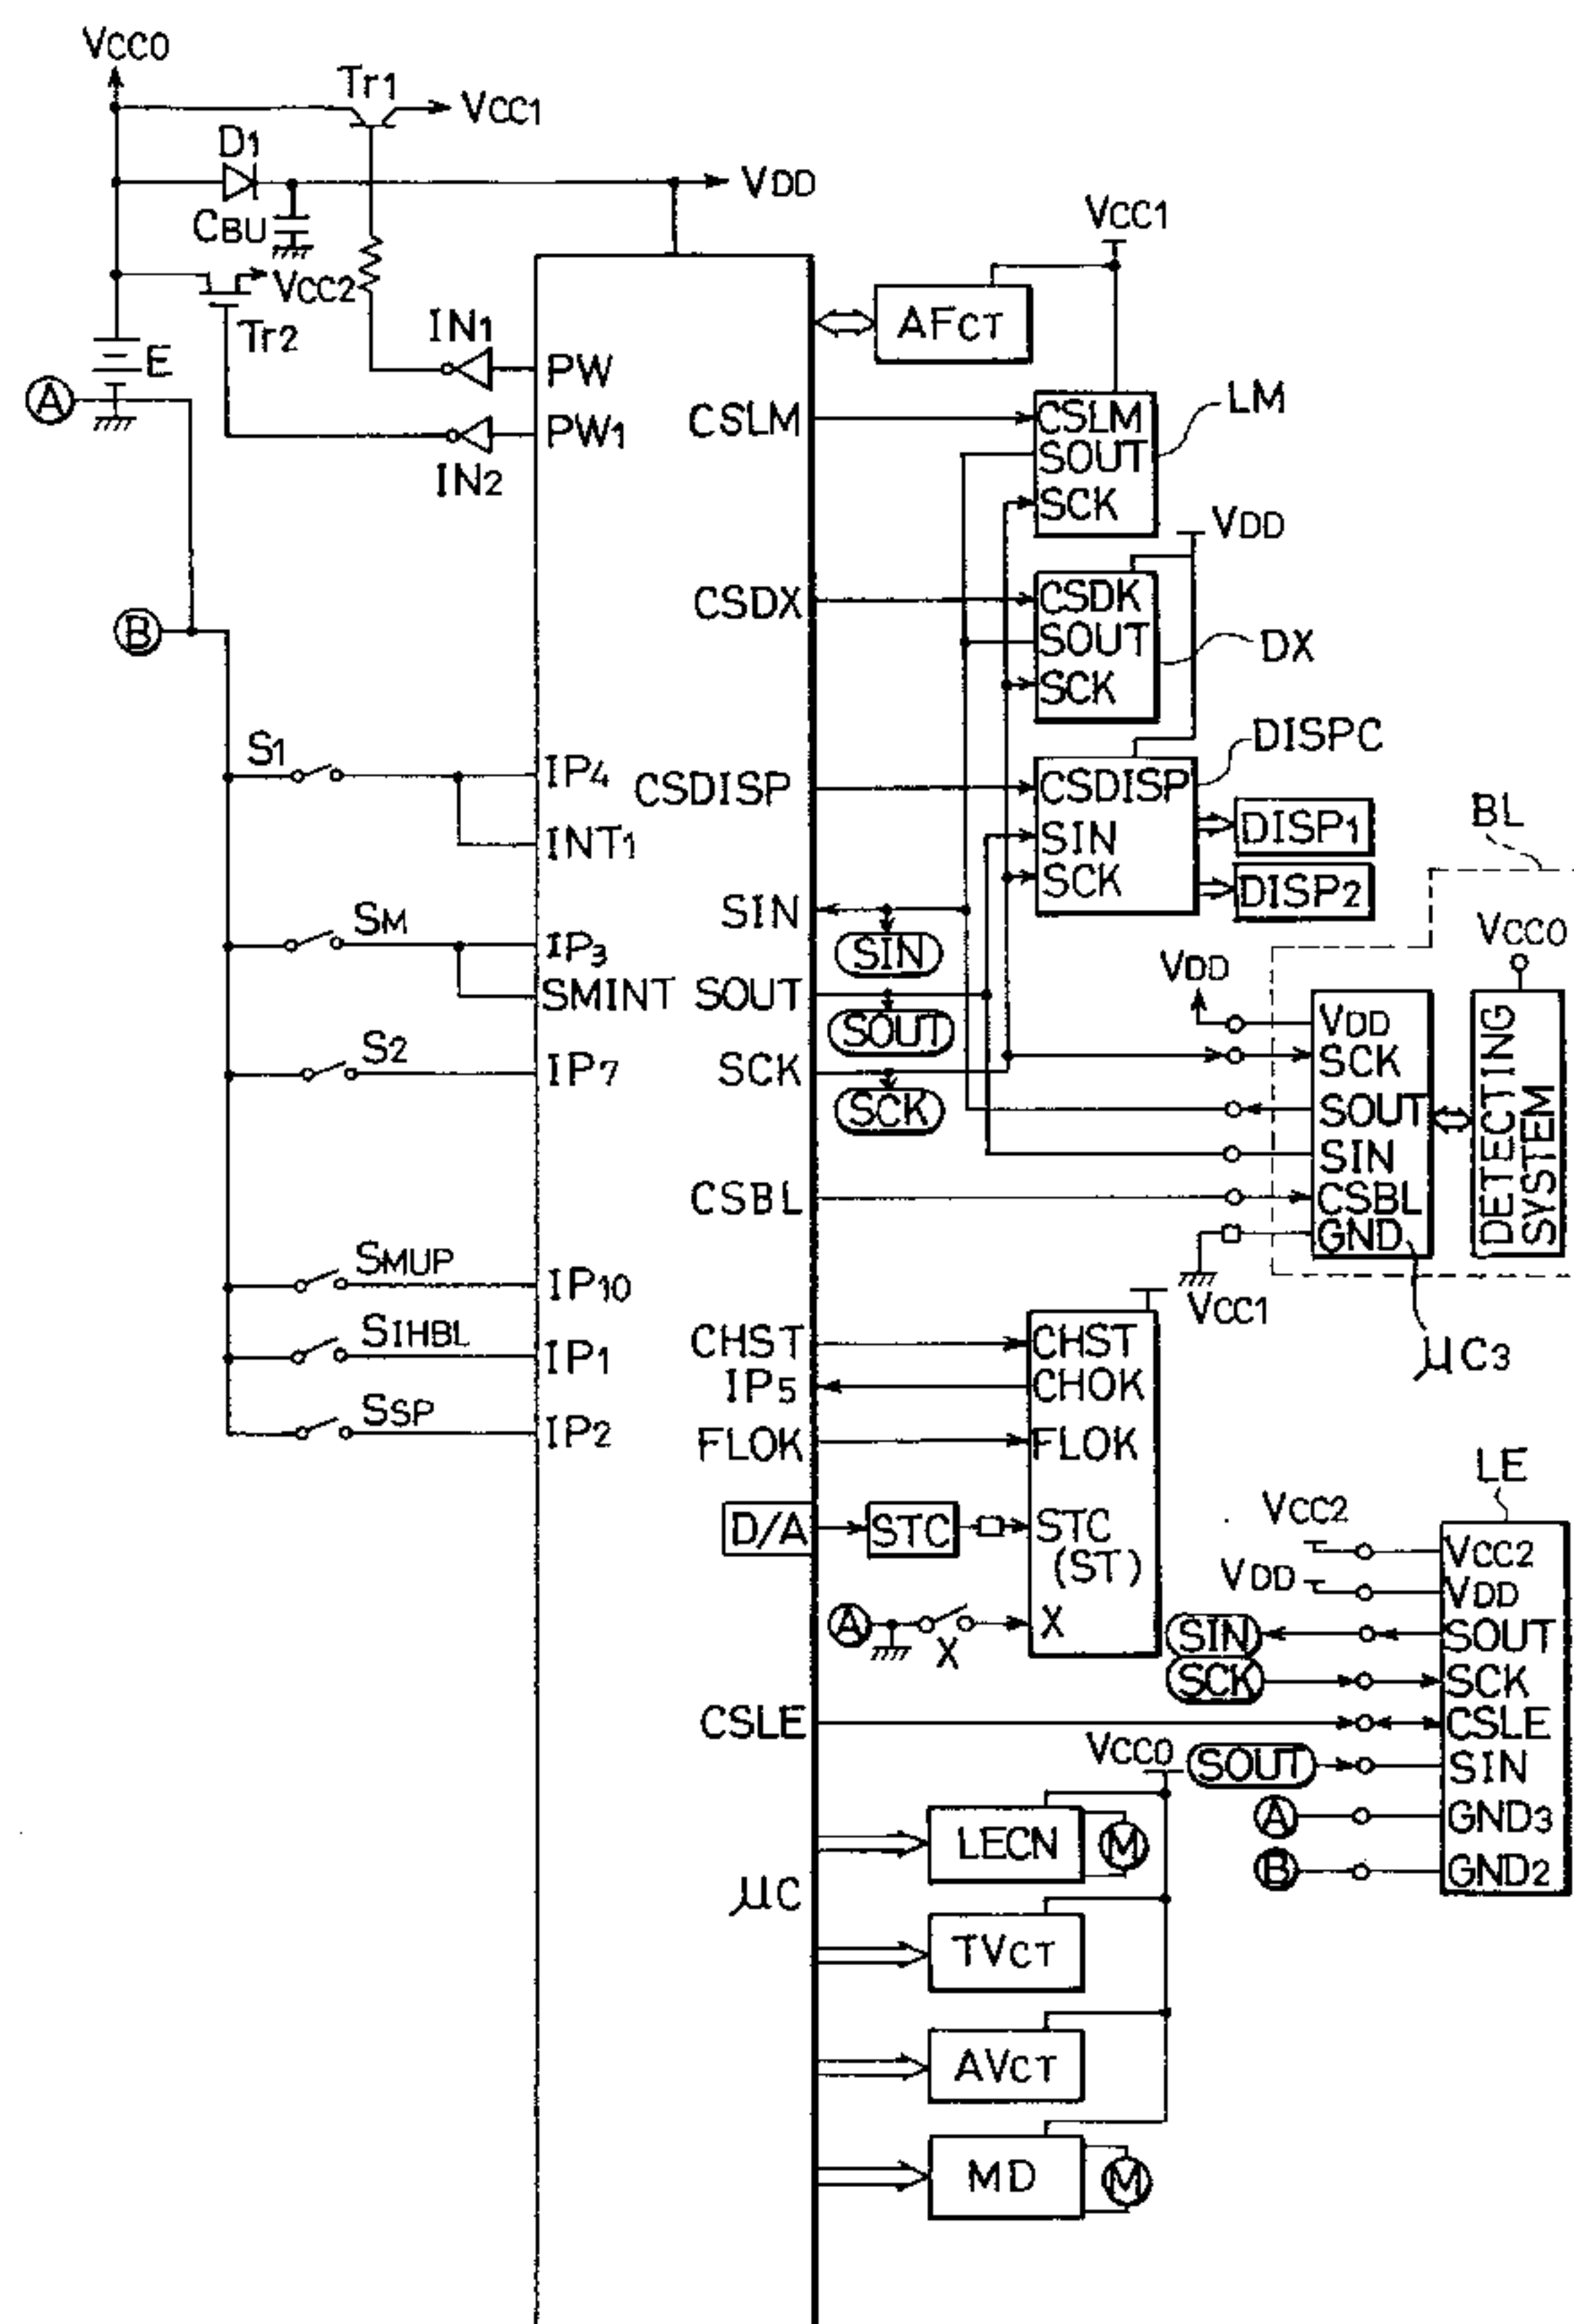 VCC0
Tr1
VCC1
D1
VDD
CBU
VCC1
VCC2
AFCT
Tr2
IN1
E
PW
A
LM
CSLM
CSLM
PW1
SOUT
IN2
SCK
VDD
CSDX
CSDK
B
SOUT
DX
SCK
S1
DISPC
IP4
CSDISP
CSDISP
BL
DISP1
INT1
SIN
SCK
DISP2
SM
SIN
VCC0
IP3
SIN
VDD
SMINT
SOUT
SOUT
VDD
S2
SCK
IP7
SCK
SCK
SOUT
SIN
DETECTING
SYSTEM
CSBL
CSBL
GND
SMUP
IP10
VCC1
SIHBL
CHST
CHST
μC3
IP1
IP5
CHOK
SSP
IP2
FLOK
FLOK
LE
VCC2
D/A
STC
STC
(ST)
VCC2
VDD
VDD
A
X
X
SIN
SOUT
SCK
SCK
CSLE
CSLE
VCC0
SOUT
SIN
A
GND3
LECN
M
B
GND2
μC
TVCT
AVCT
MD
M